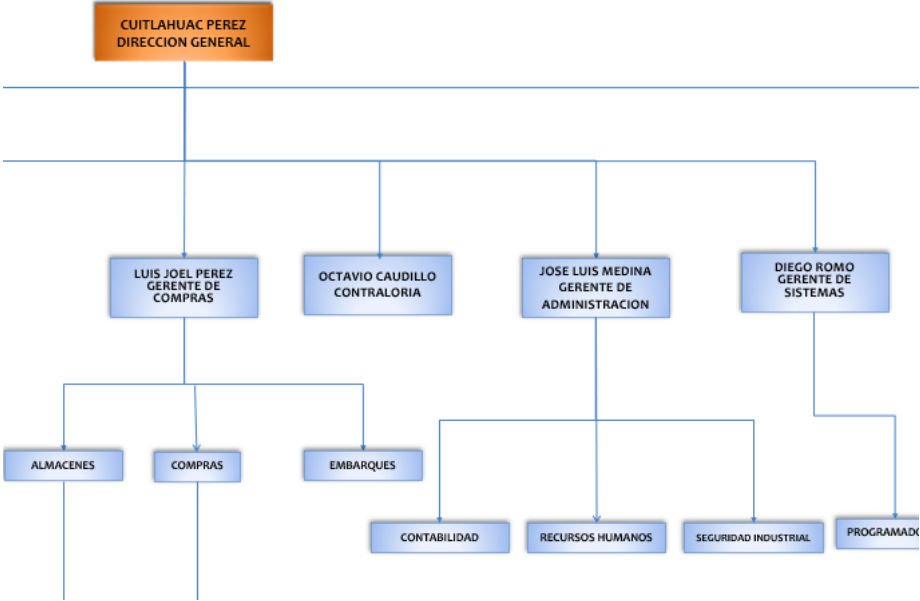 CUITLAHUAC PEREZ
DIRECCION GENERAL
LUIS JOEL PEREZ
GERENTE DE
COMPRAS
OCTAVIO CAUDILLO
CONTRALORIA
JOSE LUIS MEDINA
GERENTE DE
ADMINISTRACION
DIEGO ROMO
GERENTE DE
SISTEMAS
ALMACENES
COMPRAS
EMBARQUES
CONTABILIDAD
RECURSOS HUMANOS
SEGURIDAD INDUSTRIAL
PROGRAMADO